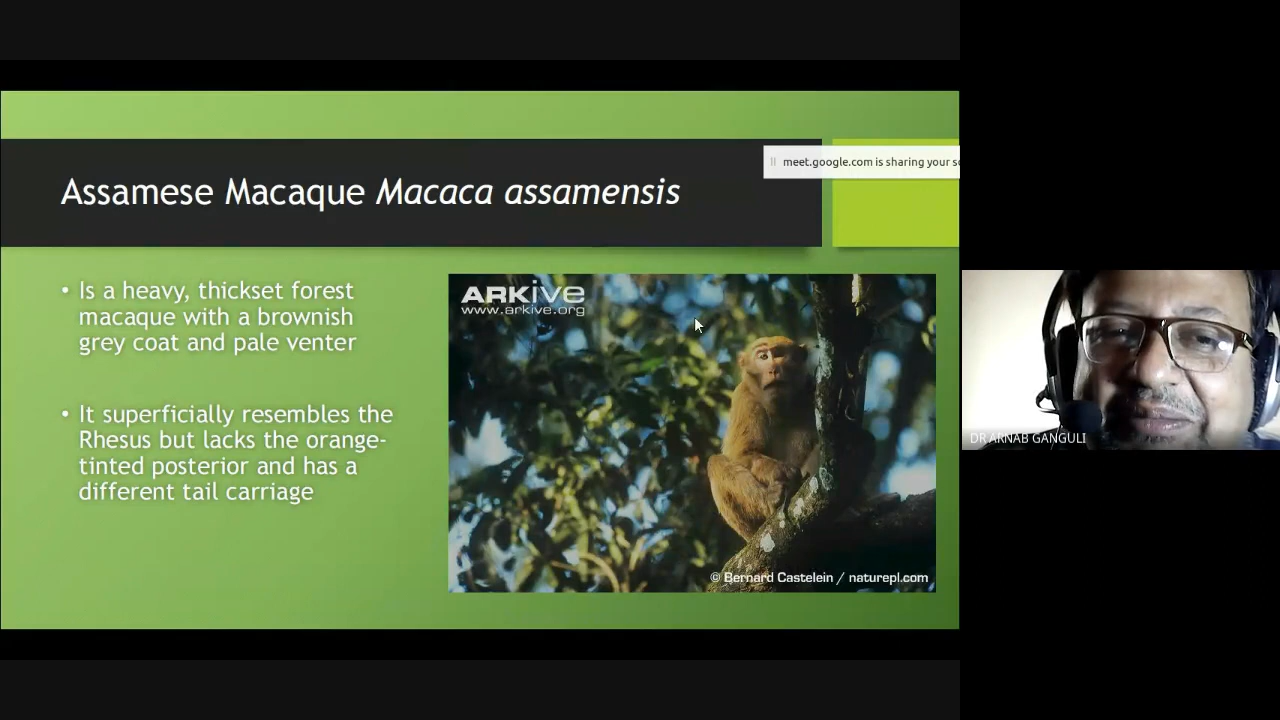 meet.google.com is sharing your s
Assamese Macaque Macaca assamensis
• Is a heavy, thickset forest
macaque with a brownish
grey coat and pale venter
• It superficially resembles the
Rhesus but lacks the orange-
tinted posterior and has a
different tail carriage
ARKive
www.arkive.org
© Bernard Castelein / naturepl.com
DR ARNAB GANGULI